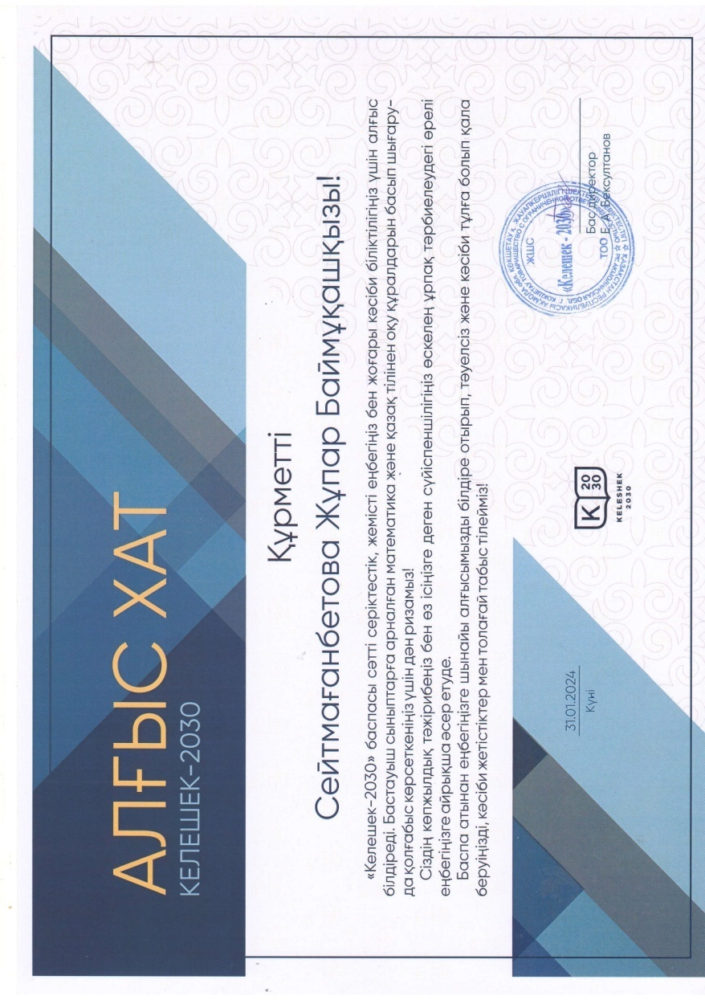 АЛҒЫС ХАТ
КЕЛЕШЕК-2030
Құрметті
Сейтмағанбетова Жұпар Баймұқашқызы!
«Келешек-2030» баспасы сәтті серіктестік, жемісті еңбегіңіз бен жоғары кәсіби біліктілігіңіз үшін алғыс
білдіреді. Бастауыш сыныптарға арналған математика және қазақ тілінен оқу құралдарын басып шығару-
да қолғабыс көрсеткеніңіз үшін дән ризамыз!
Сіздің көпжылдық тәжірибеңіз бен өз ісіңізге деген сүйіспеншілігіңіз өскелең ұрпақ тәрбиелеудегі өрелі
еңбегіңізге айрықша әсер етуде.
Баспа атынан еңбегіңізге шынайы алғысымызды білдіре отырып, тәуелсіз және кәсіби тұлға болып қала
беруіңізді, кәсіби жетістіктер мен толағай табыс тілейміз!
31.01.2024
Күні
K 20 30
KELESHEK
2030
ЖШС
«Келешек - 2030»
ТОО
Бас директор
Е. А. Бексултанов